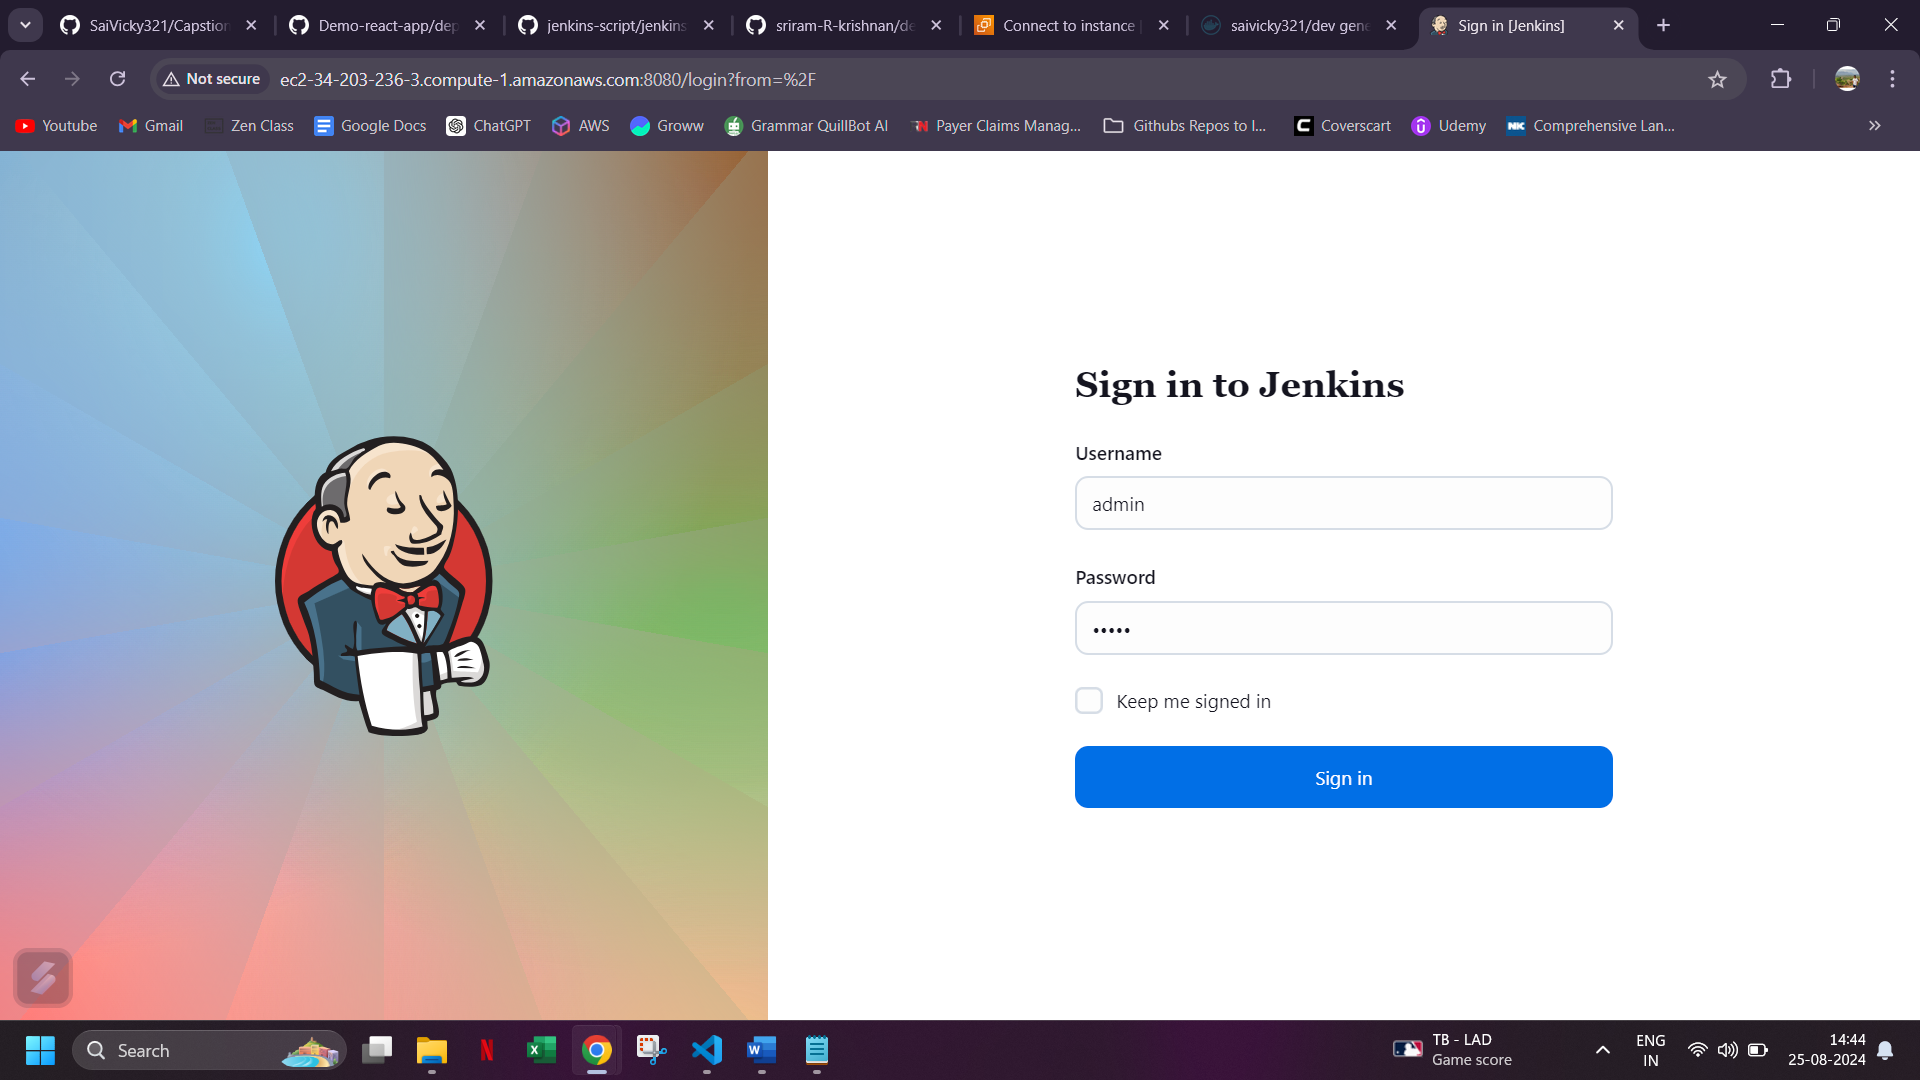 SaiVicky321/Capstion
Demo-react-app/dep
jenkins-script/jenkins
sriram-R-krishnan/de
Connect to instance |
saivicky321/dev gene
Sign in [Jenkins]
Not secure
ec2-34-203-236-3.compute-1.amazonaws.com:8080/login?from=%2F
Youtube
Gmail
Zen Class
Google Docs
ChatGPT
AWS
Groww
Grammar QuillBot AI
Payer Claims Manag...
Githubs Repos to I...
Coverscart
Udemy
Comprehensive Lan...
Sign in to Jenkins
Username
admin
Password
•••••
Keep me signed in
Sign in
Search
TB - LAD
Game score
ENG
IN
14:44
25-08-2024